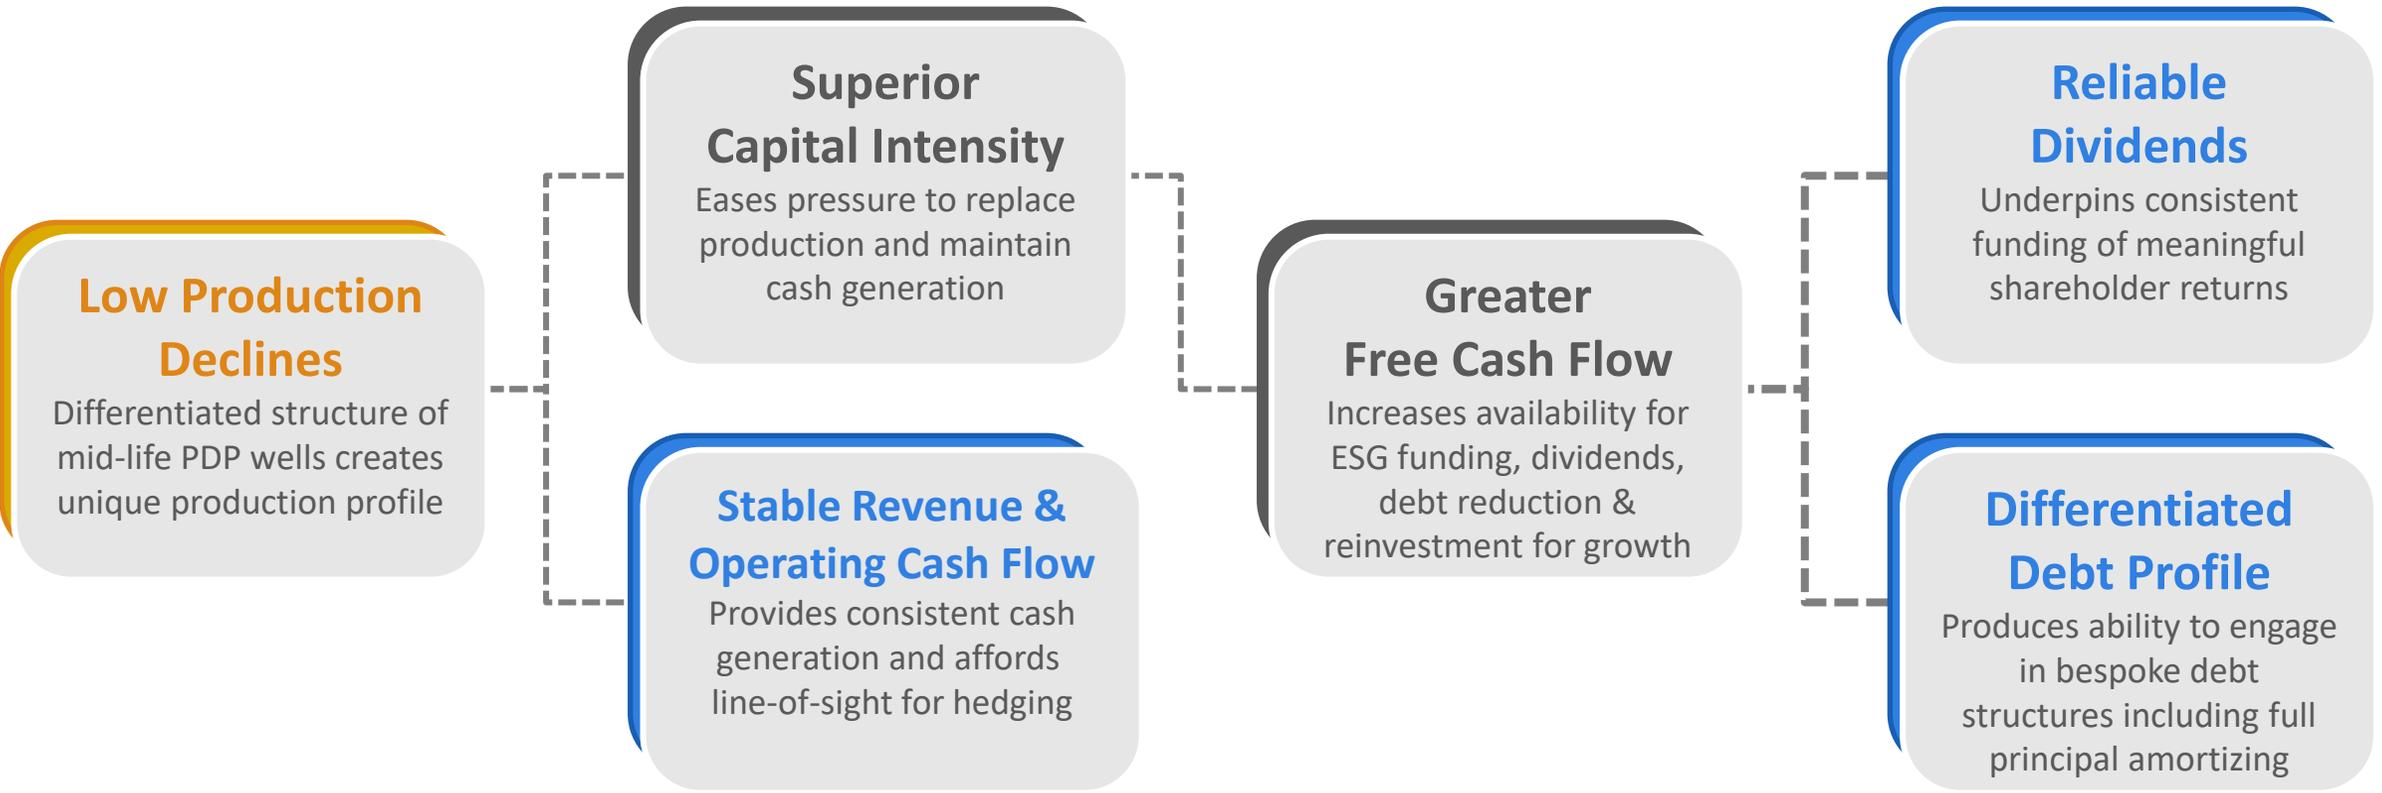 Low Production
Declines
Differentiated structure of
mid-life PDP wells creates
unique production profile
Superior
Capital Intensity
Eases pressure to replace
production and maintain
cash generation
Stable Revenue &
Operating Cash Flow
Provides consistent cash
generation and affords
line-of-sight for hedging
Greater
Free Cash Flow
Increases availability for
ESG funding, dividends,
debt reduction &
reinvestment for growth
Reliable
Dividends
Underpins consistent
funding of meaningful
shareholder returns
Differentiated
Debt Profile
Produces ability to engage
in bespoke debt
structures including full
principal amortizing